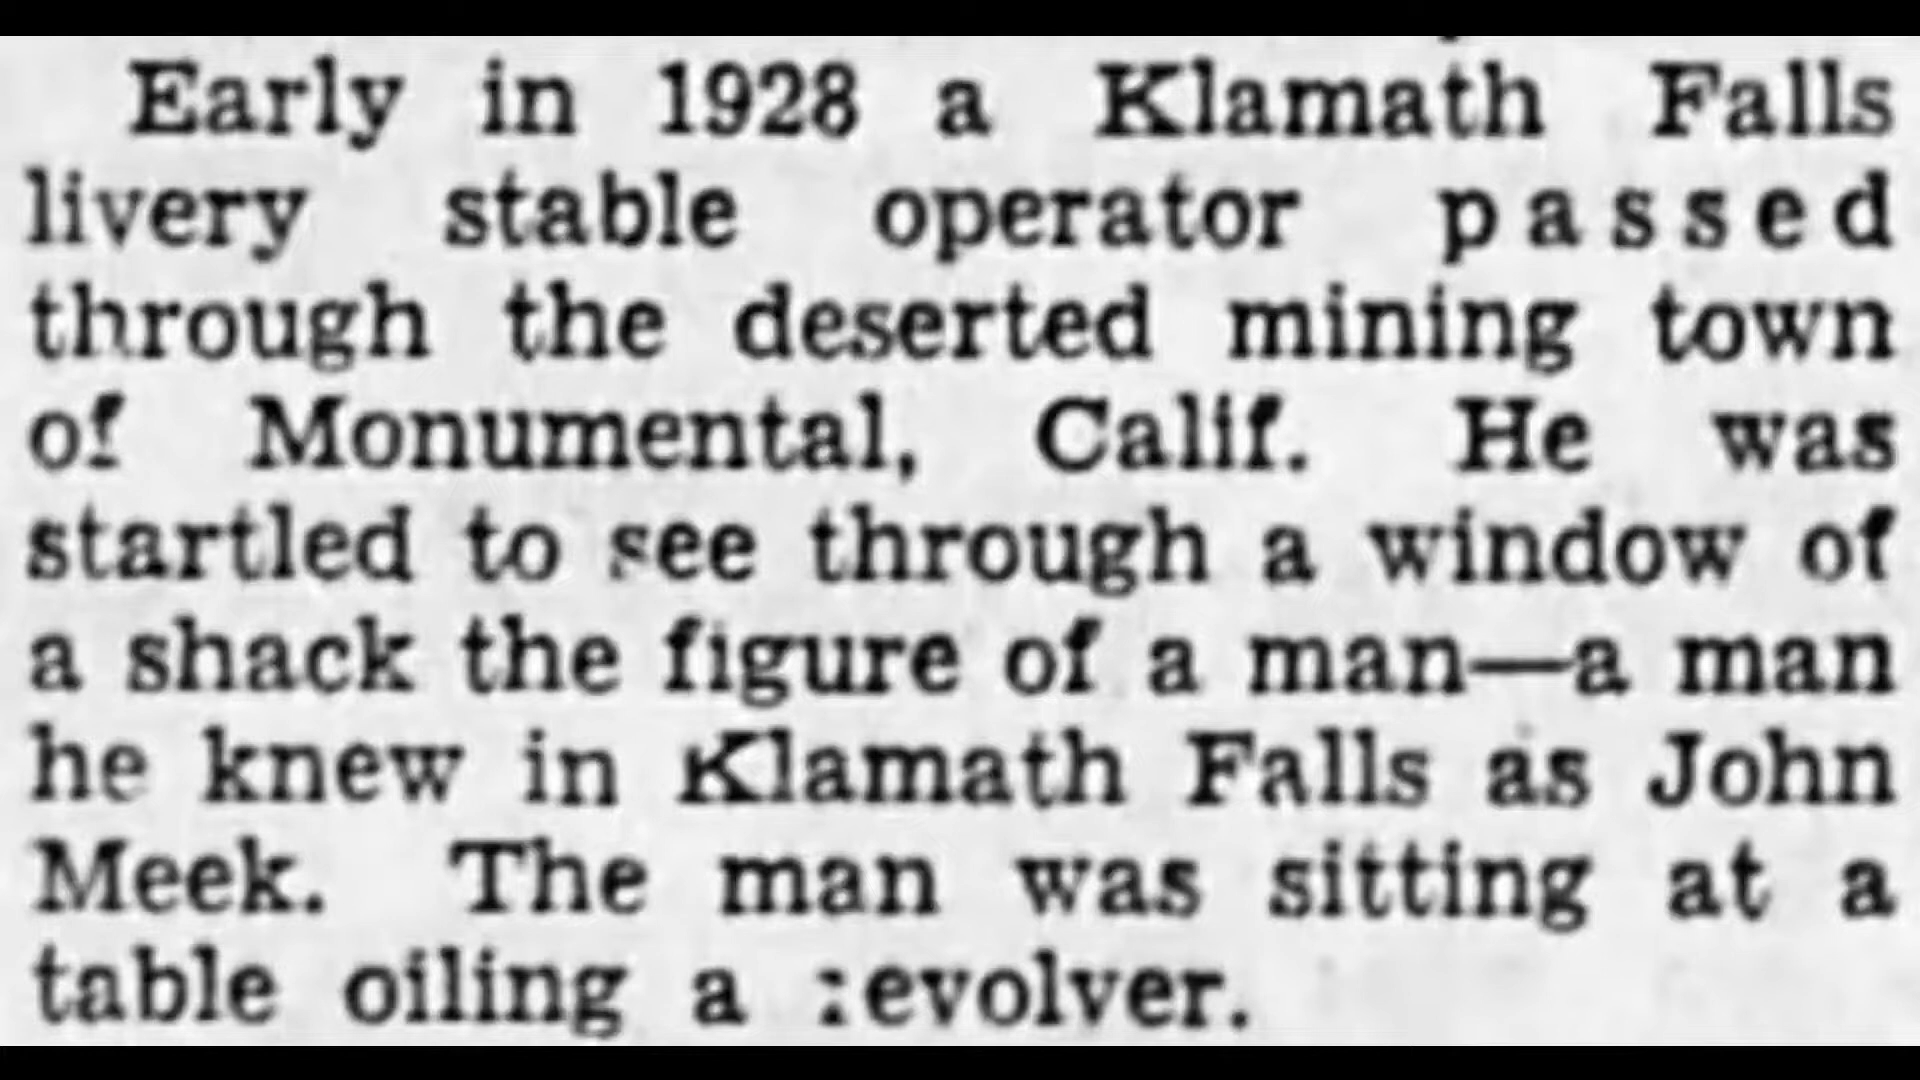 Early in 1928 a Klamath Falls
livery stable operator passed
through the deserted mining town
of Monumental, Calif. He was
startled to see through a window of
a shack the figure of a man—a man
he knew in Klamath Falls as John
Meek. The man was sitting at a
table oiling a revolver.